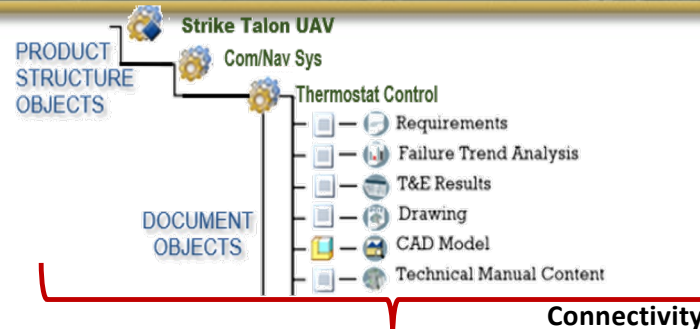 Strike Talon UAV
PRODUCT
STRUCTURE
OBJECTS
Com/Nav Sys
Thermostat Control
Requirements
Failure Trend Analysis
T&E Results
Drawing
DOCUMENT
OBJECTS
CAD Model
Technical Manual Content
Connectivity